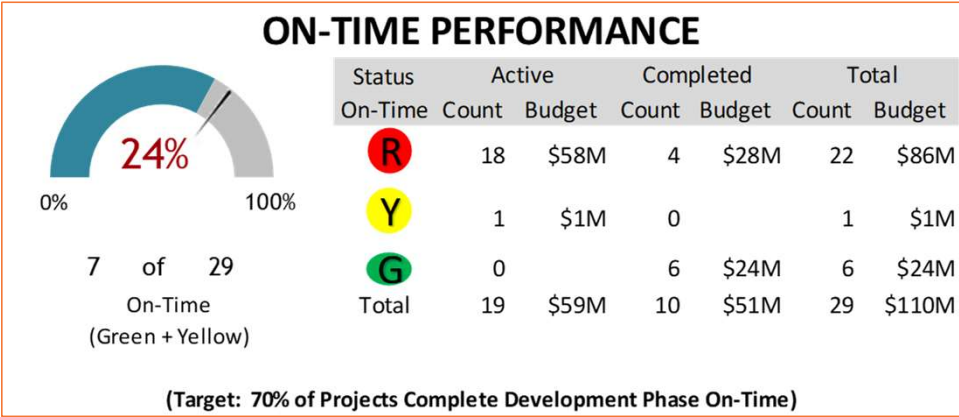 ON-TIME PERFORMANCE
24%
0% 100%
7 of 29
On-Time
(Green + Yellow)
Status Active Completed Total
On-Time Count Budget Count Budget Count Budget
R 18 $58M 4 $28M 22 $86M
Y 1 $1M 0 1 $1M
G 0 6 $24M 6 $24M
Total 19 $59M 10 $51M 29 $110M
(Target: 70% of Projects Complete Development Phase On-Time)